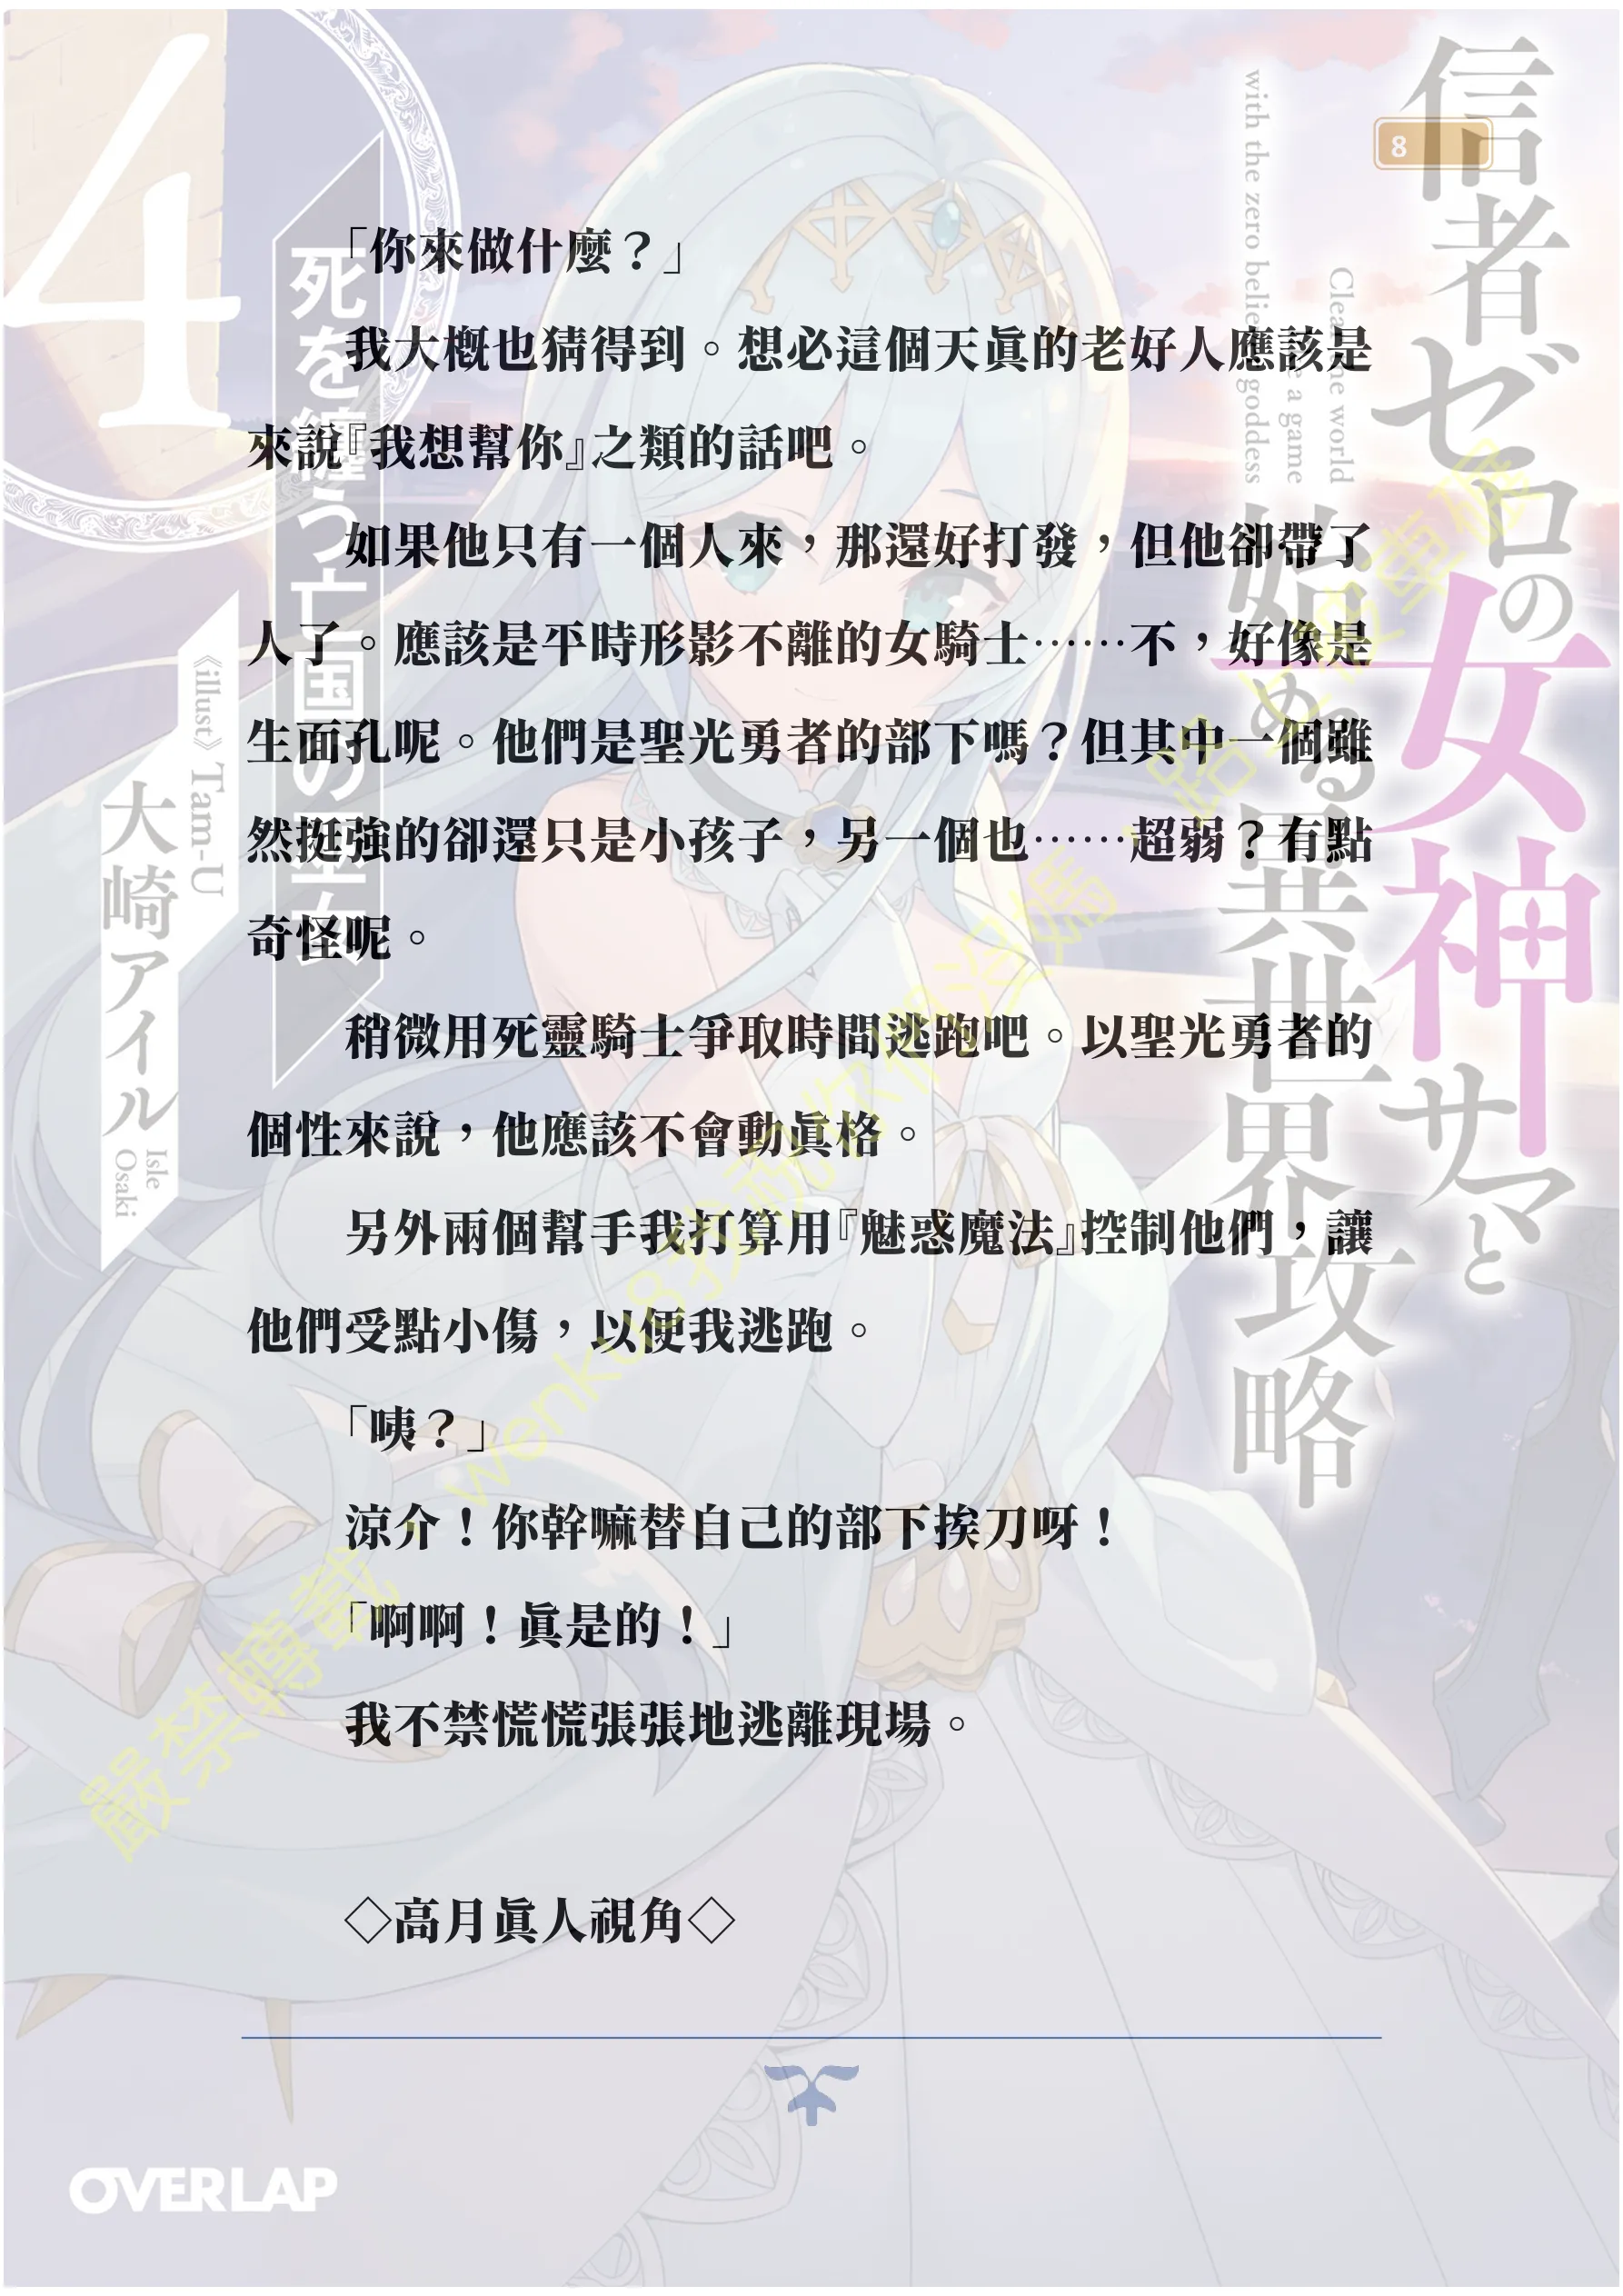 8
「你來做什麼？」
我大概也猜得到。想必這個天眞的老好人應該是
來說『我想幫你』之類的話吧。
如果他只有一個人來，那還好打發，但他卻帶了
人了。應該是平時形影不離的女騎士……不，好像是
生面孔呢。他們是聖光勇者的部下嗎？但其中一個雖
然挺強的卻還只是小孩子，另一個也……超弱？有點
奇怪呢。
稍微用死靈騎士爭取時間逃跑吧。以聖光勇者的
個性來說，他應該不會動眞格。
另外兩個幫手我打算用『魅惑魔法』控制他們，讓
他們受點小傷，以便我逃跑。
「咦？」
涼介！你幹嘛替自己的部下挨刀呀！
「啊啊！眞是的！」
我不禁慌慌張張地逃離現場。
◇高月眞人視角◇
信者ゼロの女神サマと
始める異世界攻略
Clear the world
a game
with the zero believer goddess
4
死を纏う亡国の巫女
《illust》Tam-U
大崎アイル
Isle
Osaki
OVERLAP
嚴禁轉載